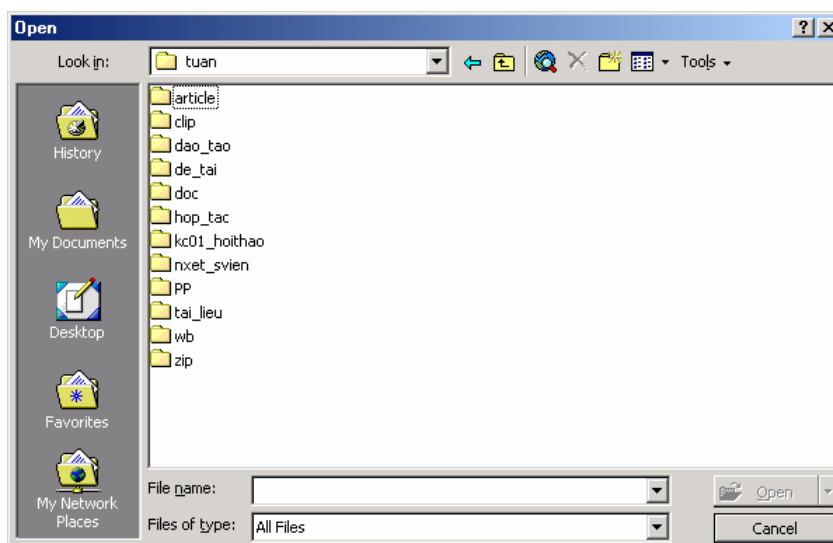 Open
Look in:
tuan
Tools
History
My Documents
Desktop
Favorites
My Network
Places
article
clip
dao_tao
de_tai
doc
hop_tac
kc01_hoithao
nxet_svien
PP
tai_lieu
wb
zip
File name:
Open
Files of type:
All Files
Cancel